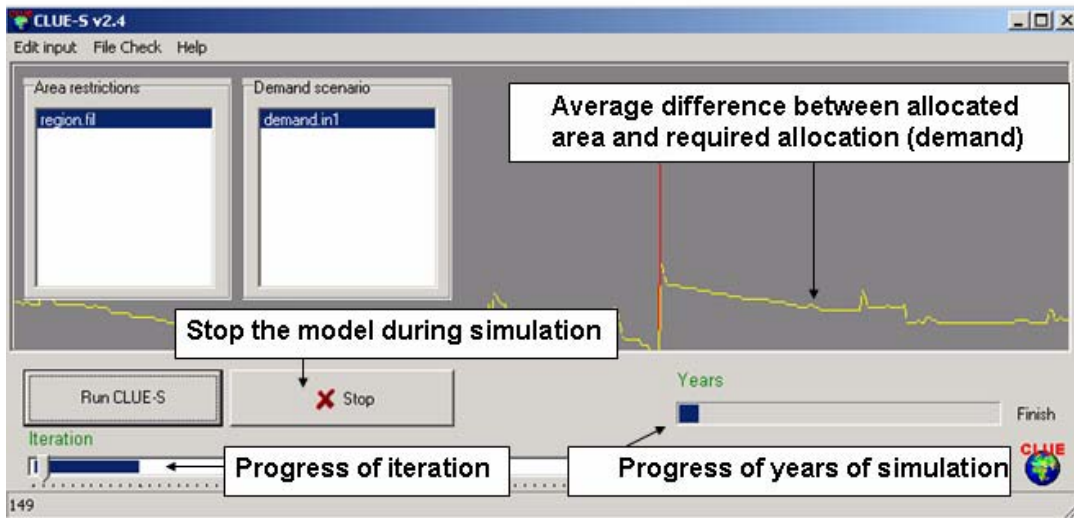 CLUE-S v2.4
Edit input File Check Help
Area restrictions
region.fil
Demand scenario
demand.in1
Average difference between allocated
area and required allocation (demand)
Stop the model during simulation
Run CLUE-S
Stop
Years
Finish
Iteration
Progress of iteration
Progress of years of simulation
CLUE
149